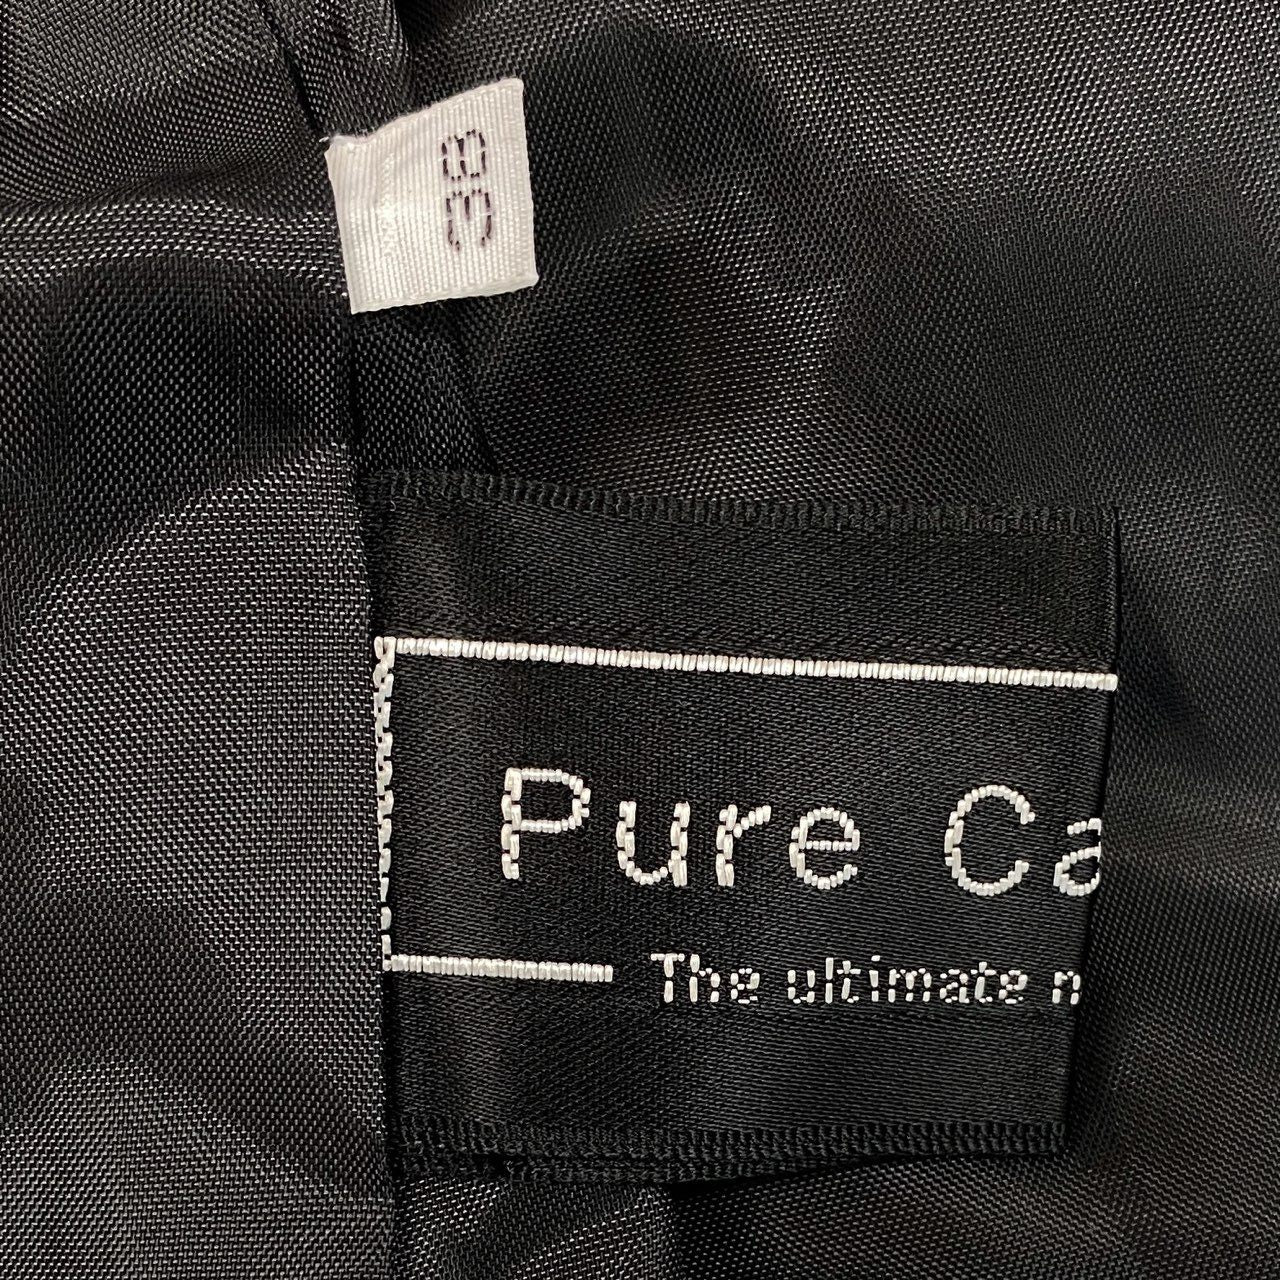 38
Pure Ca
The ultimate n